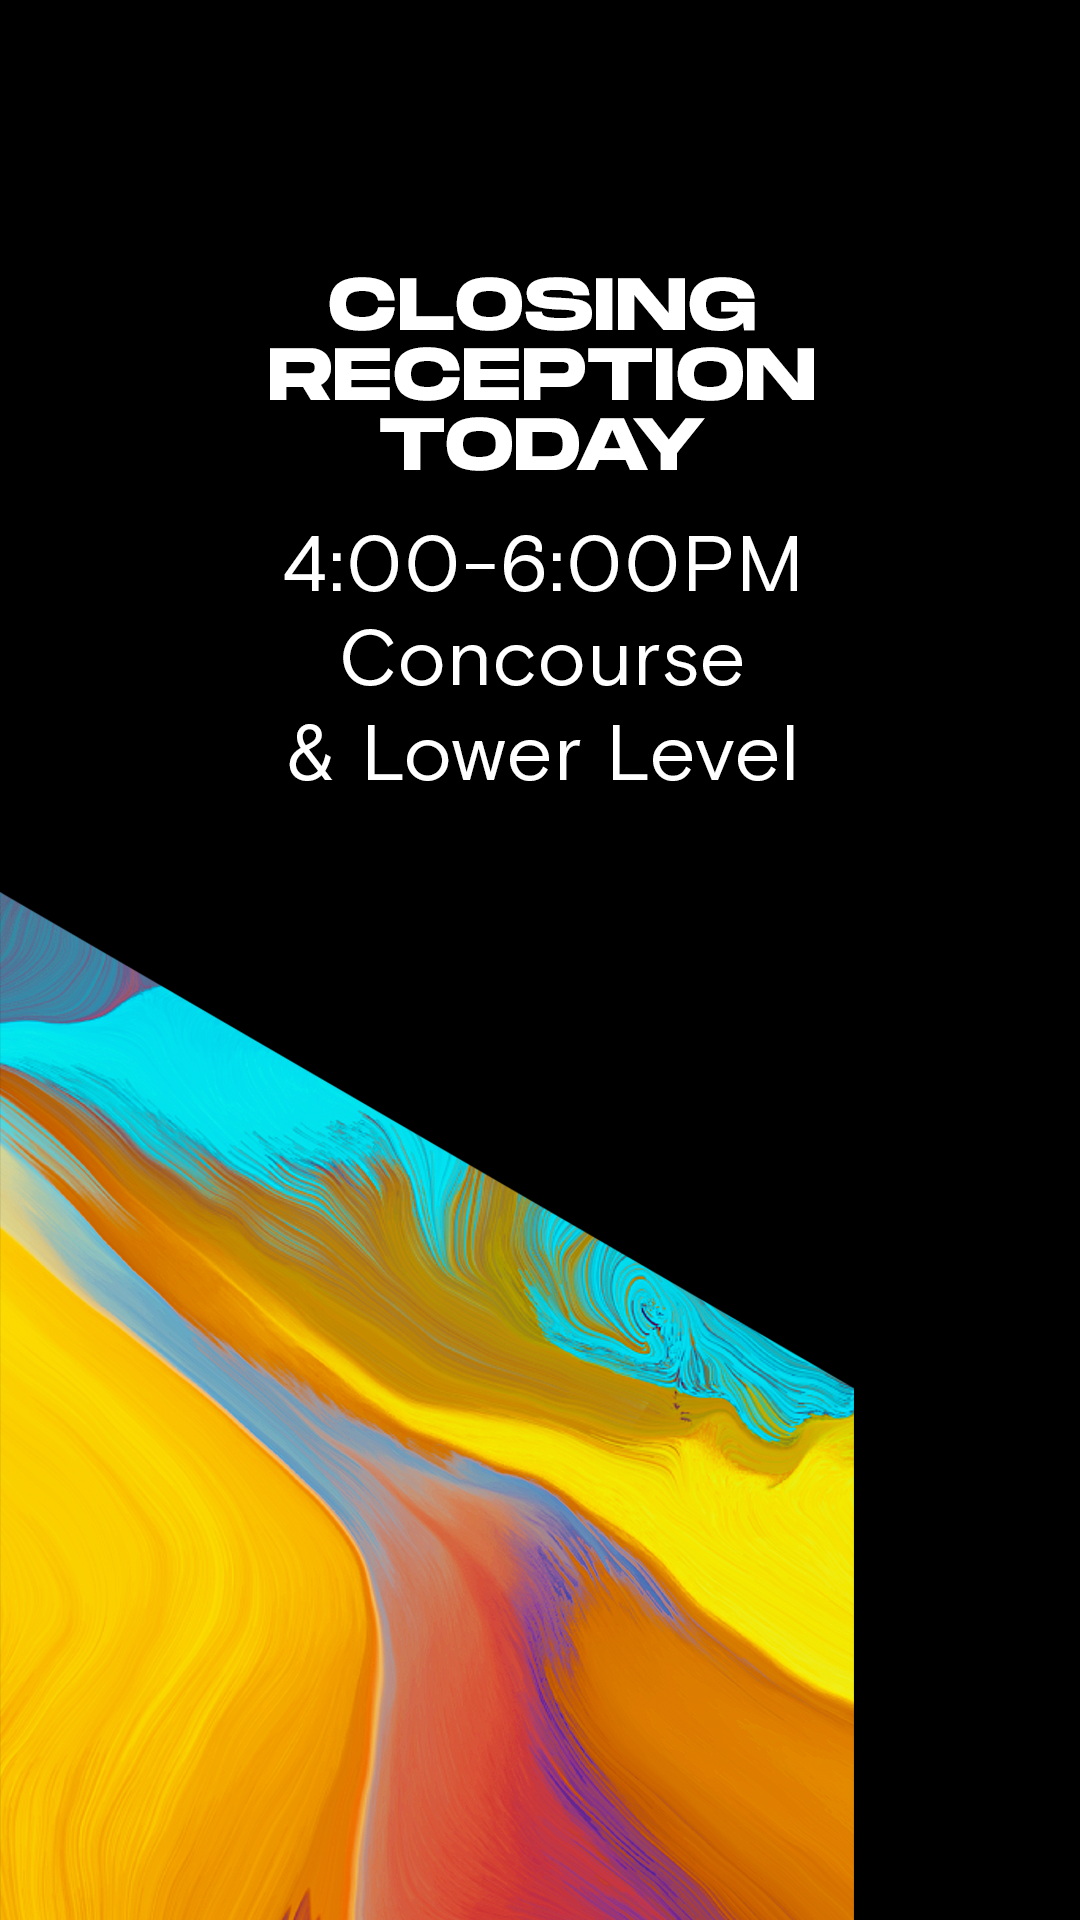 CLOSING
RECEPTION
TODAY
4:00-6:00PM
Concourse
& Lower Level